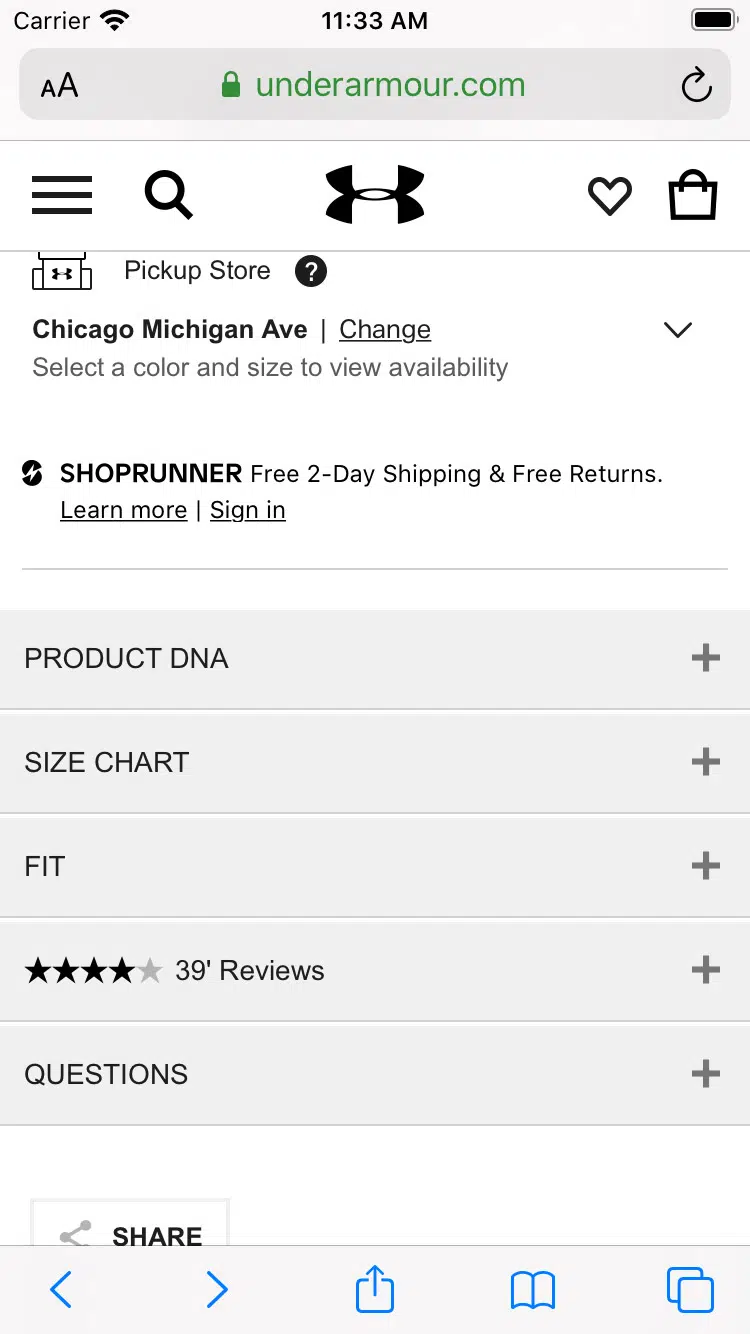 Carrier 11:33 AM
AA underarmour.com
Pickup Store ?
Chicago Michigan Ave | Change
Select a color and size to view availability
SHOPRUNNER Free 2-Day Shipping & Free Returns.
Learn more | Sign in
PRODUCT DNA +
SIZE CHART +
FIT +
★★★★★ 39' Reviews +
QUESTIONS +
SHARE